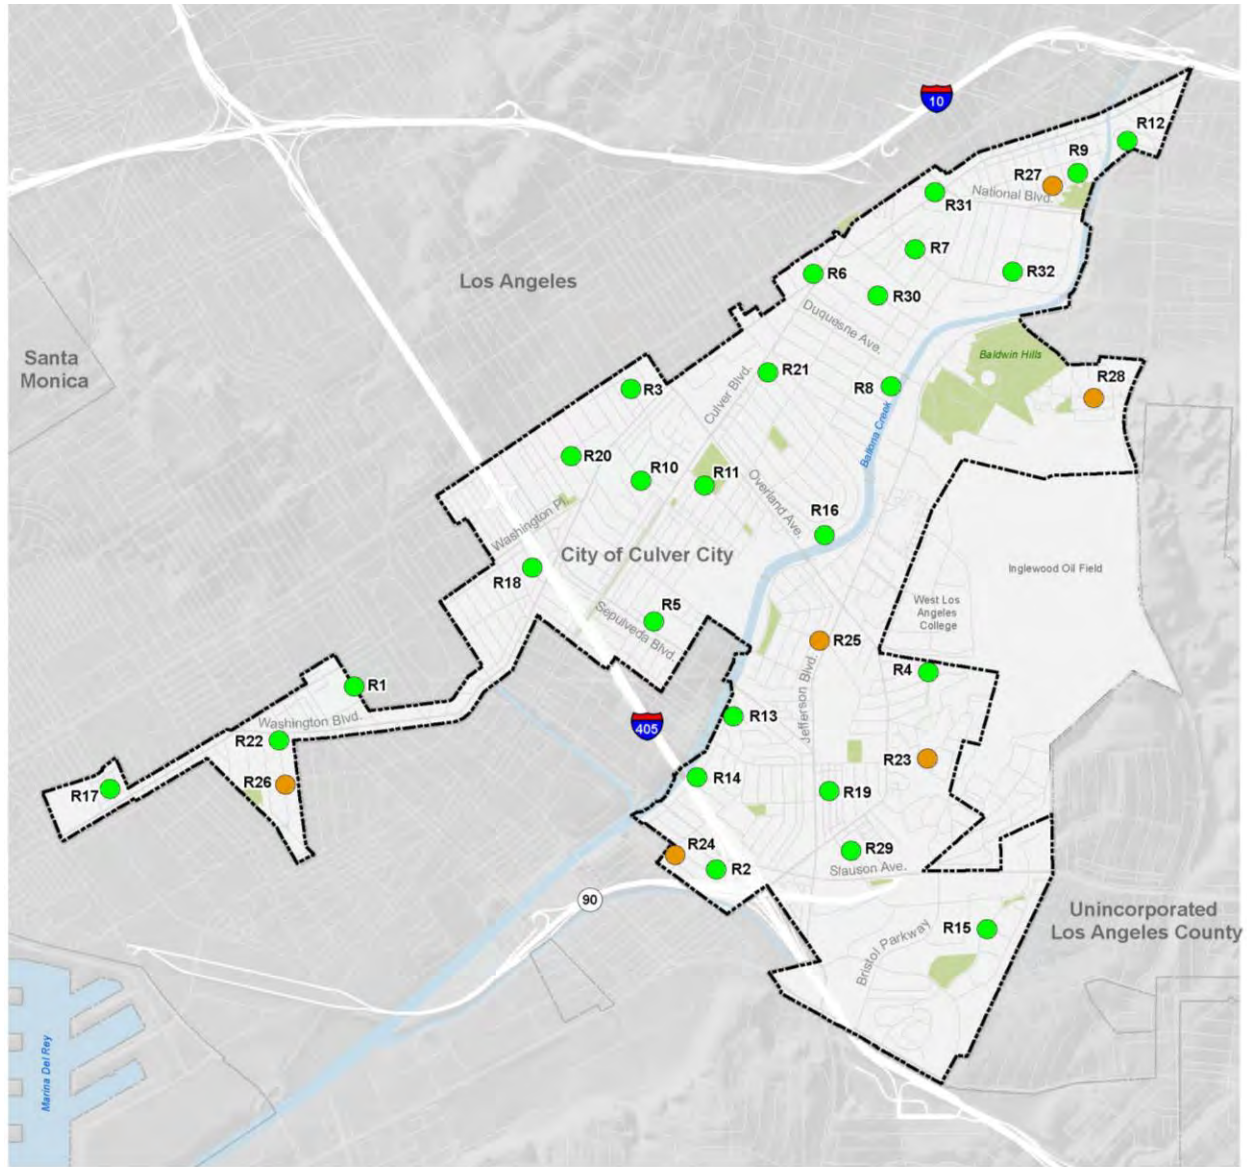 10
R12
R9
R27
National Blvd.
R31
R7
Los Angeles
R6
R32
R30
Duquesne Ave.
Santa
Monica
Baldwin Hills
R21
R28
R3
R8
Culver Blvd.
Ballona Creek
R20
R10
R11
Overland Ave.
Washington Pl.
R16
City of Culver City
Inglewood Oil Field
R18
West Los
Angeles
College
R5
Sepulveda Blvd.
R25
R4
R1
Washington Blvd.
R13
405
Jefferson Blvd.
R22
R23
R26
R14
R17
R19
R24
R29
R2
Slauson Ave.
90
Unincorporated
Los Angeles County
R15
Bristol Parkway
Marina Del Rey